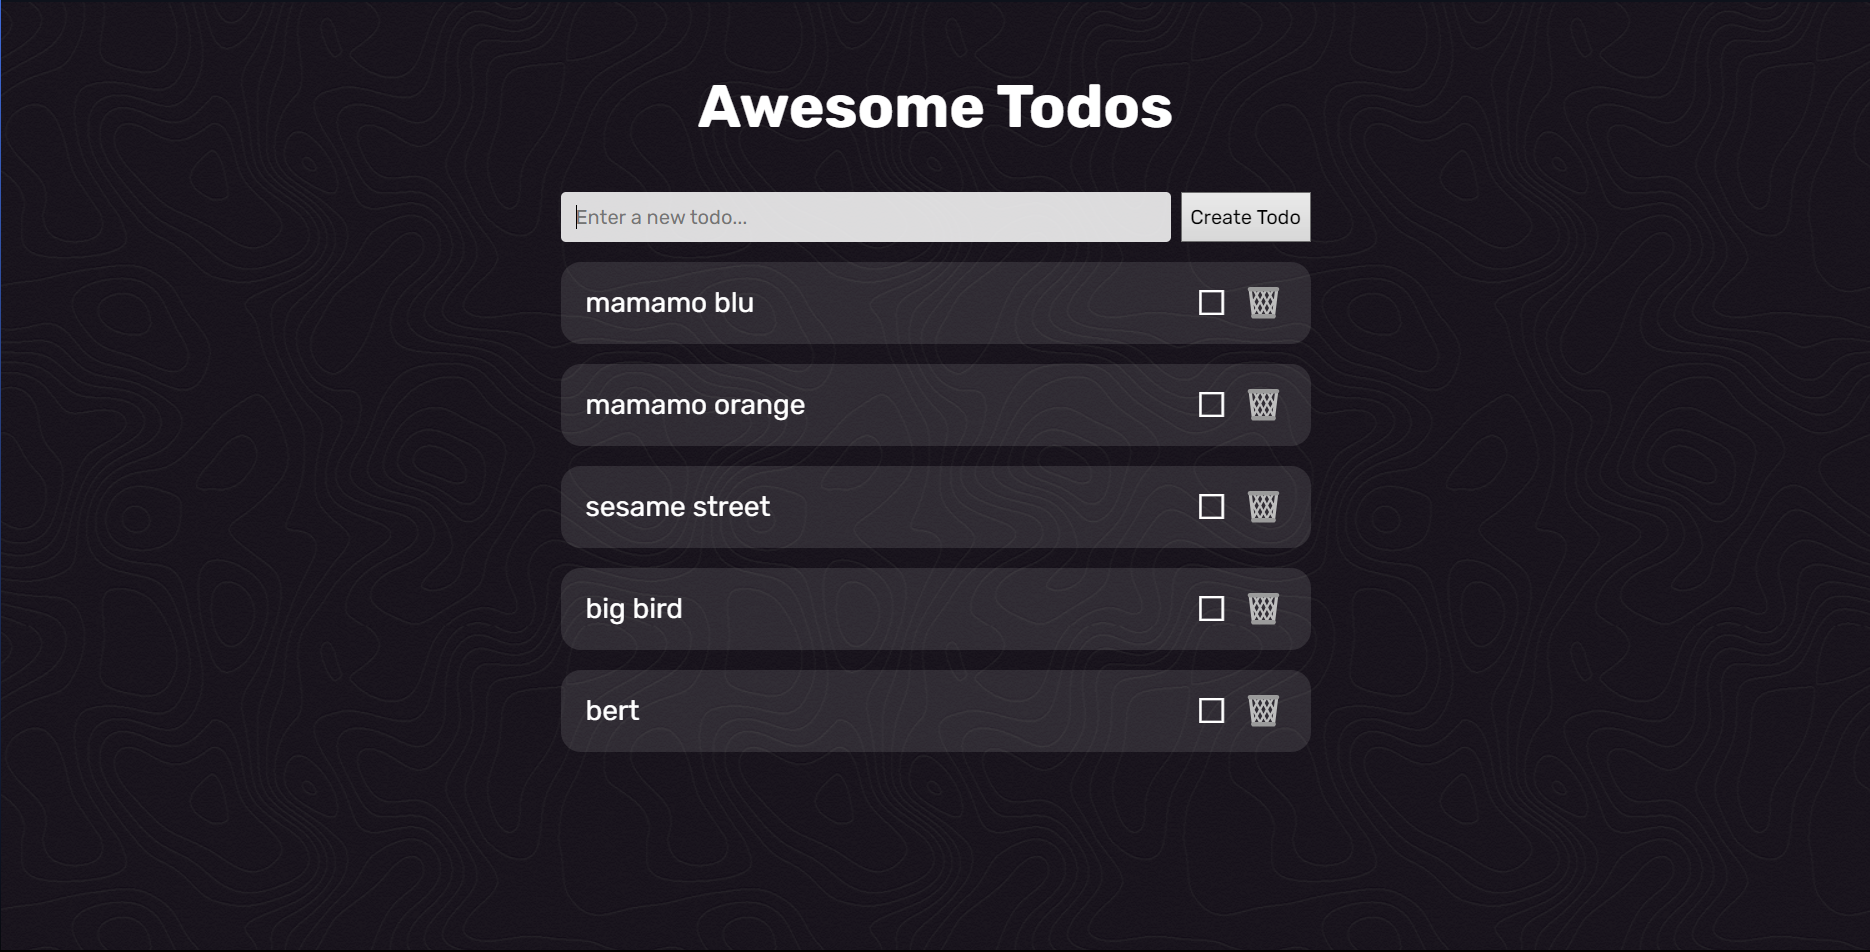 Awesome Todos
Enter a new todo...
Create Todo
mamamo blu
mamamo orange
sesame street
big bird
bert